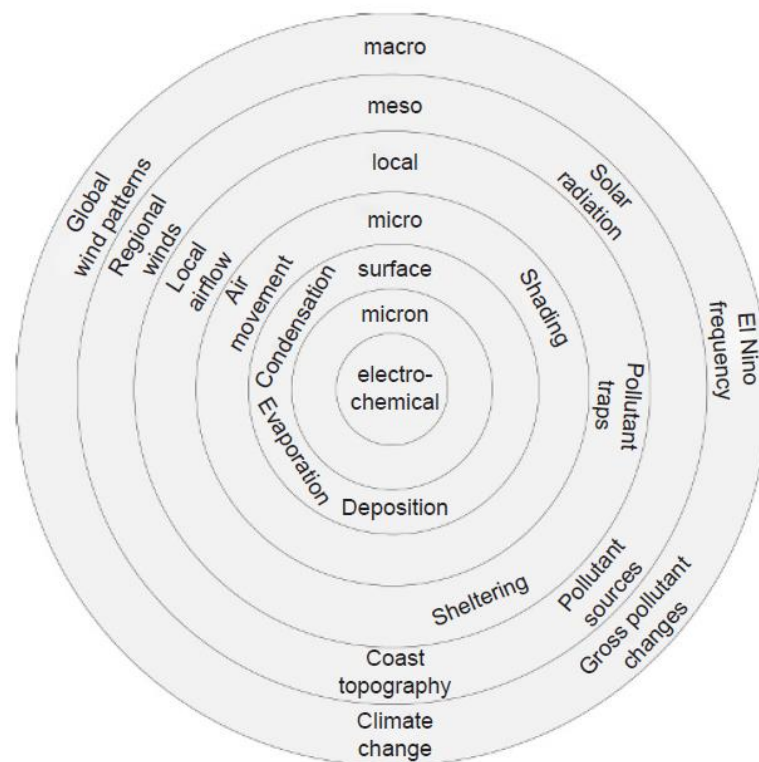 macro
meso
local
micro
surface
micron
electro-
chemical
Global
wind patterns
Regional
winds
Local
airflow
Air
movement
Condensation
Evaporation
Deposition
Solar
radiation
Shading
El Nino
frequency
Pollutant
traps
Sheltering
Pollutant
sources
Gross pollutant
changes
Coast
topography
Climate
change